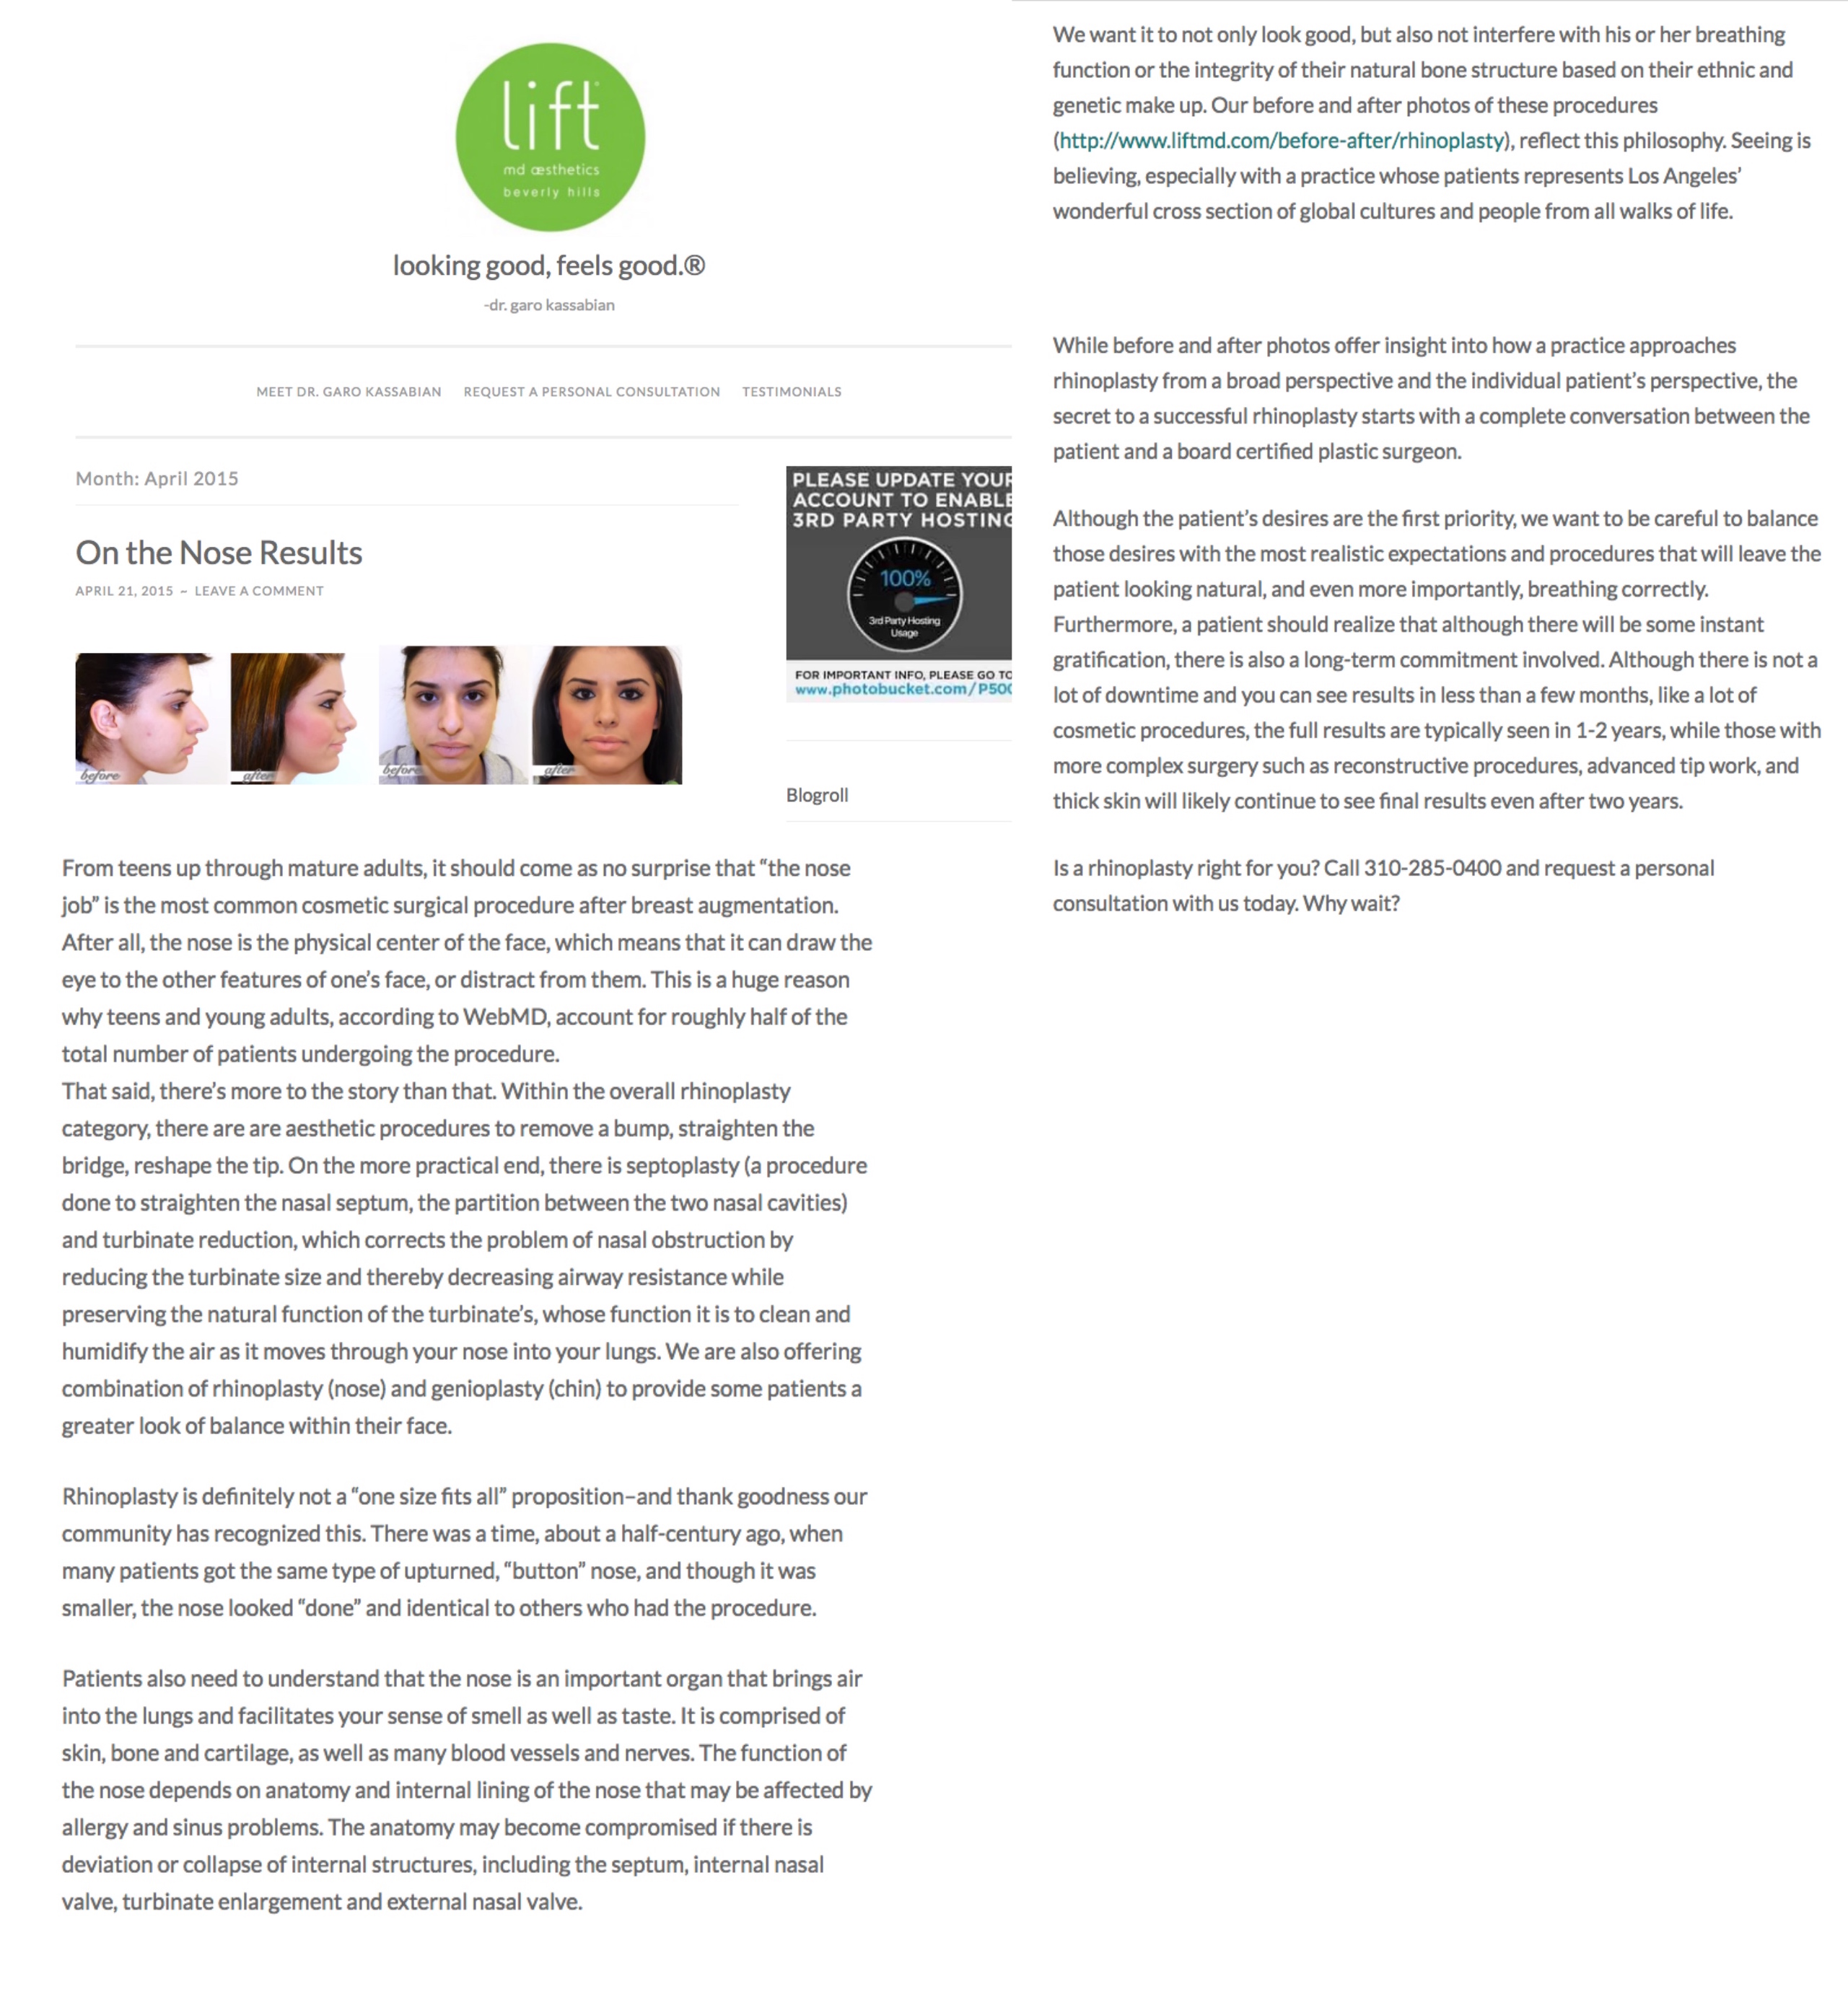 lift
md æsthetics
beverly hills
looking good, feels good.®
-dr. garo kassabian
MEET DR. GARO KASSABIAN REQUEST A PERSONAL CONSULTATION TESTIMONIALS
Month: April 2015
On the Nose Results
APRIL 21, 2015 ~ LEAVE A COMMENT
before
after
before
after
PLEASE UPDATE YOUR
ACCOUNT TO ENABLE
3RD PARTY HOSTING
100%
3rd Party Hosting
Usage
FOR IMPORTANT INFO, PLEASE GO TO
www.photobucket.com/P500
Blogroll
From teens up through mature adults, it should come as no surprise that “the nose
job” is the most common cosmetic surgical procedure after breast augmentation.
After all, the nose is the physical center of the face, which means that it can draw the
eye to the other features of one’s face, or distract from them. This is a huge reason
why teens and young adults, according to WebMD, account for roughly half of the
total number of patients undergoing the procedure.
That said, there’s more to the story than that. Within the overall rhinoplasty
category, there are are aesthetic procedures to remove a bump, straighten the
bridge, reshape the tip. On the more practical end, there is septoplasty (a procedure
done to straighten the nasal septum, the partition between the two nasal cavities)
and turbinate reduction, which corrects the problem of nasal obstruction by
reducing the turbinate size and thereby decreasing airway resistance while
preserving the natural function of the turbinate’s, whose function it is to clean and
humidify the air as it moves through your nose into your lungs. We are also offering
combination of rhinoplasty (nose) and genioplasty (chin) to provide some patients a
greater look of balance within their face.
Rhinoplasty is definitely not a “one size fits all” proposition–and thank goodness our
community has recognized this. There was a time, about a half-century ago, when
many patients got the same type of upturned, “button” nose, and though it was
smaller, the nose looked “done” and identical to others who had the procedure.
Patients also need to understand that the nose is an important organ that brings air
into the lungs and facilitates your sense of smell as well as taste. It is comprised of
skin, bone and cartilage, as well as many blood vessels and nerves. The function of
the nose depends on anatomy and internal lining of the nose that may be affected by
allergy and sinus problems. The anatomy may become compromised if there is
deviation or collapse of internal structures, including the septum, internal nasal
valve, turbinate enlargement and external nasal valve.
We want it to not only look good, but also not interfere with his or her breathing
function or the integrity of their natural bone structure based on their ethnic and
genetic make up. Our before and after photos of these procedures
(http://www.liftmd.com/before-after/rhinoplasty), reflect this philosophy. Seeing is
believing, especially with a practice whose patients represents Los Angeles’
wonderful cross section of global cultures and people from all walks of life.
While before and after photos offer insight into how a practice approaches
rhinoplasty from a broad perspective and the individual patient’s perspective, the
secret to a successful rhinoplasty starts with a complete conversation between the
patient and a board certified plastic surgeon.
Although the patient’s desires are the first priority, we want to be careful to balance
those desires with the most realistic expectations and procedures that will leave the
patient looking natural, and even more importantly, breathing correctly.
Furthermore, a patient should realize that although there will be some instant
gratification, there is also a long-term commitment involved. Although there is not a
lot of downtime and you can see results in less than a few months, like a lot of
cosmetic procedures, the full results are typically seen in 1-2 years, while those with
more complex surgery such as reconstructive procedures, advanced tip work, and
thick skin will likely continue to see final results even after two years.
Is a rhinoplasty right for you? Call 310-285-0400 and request a personal
consultation with us today. Why wait?